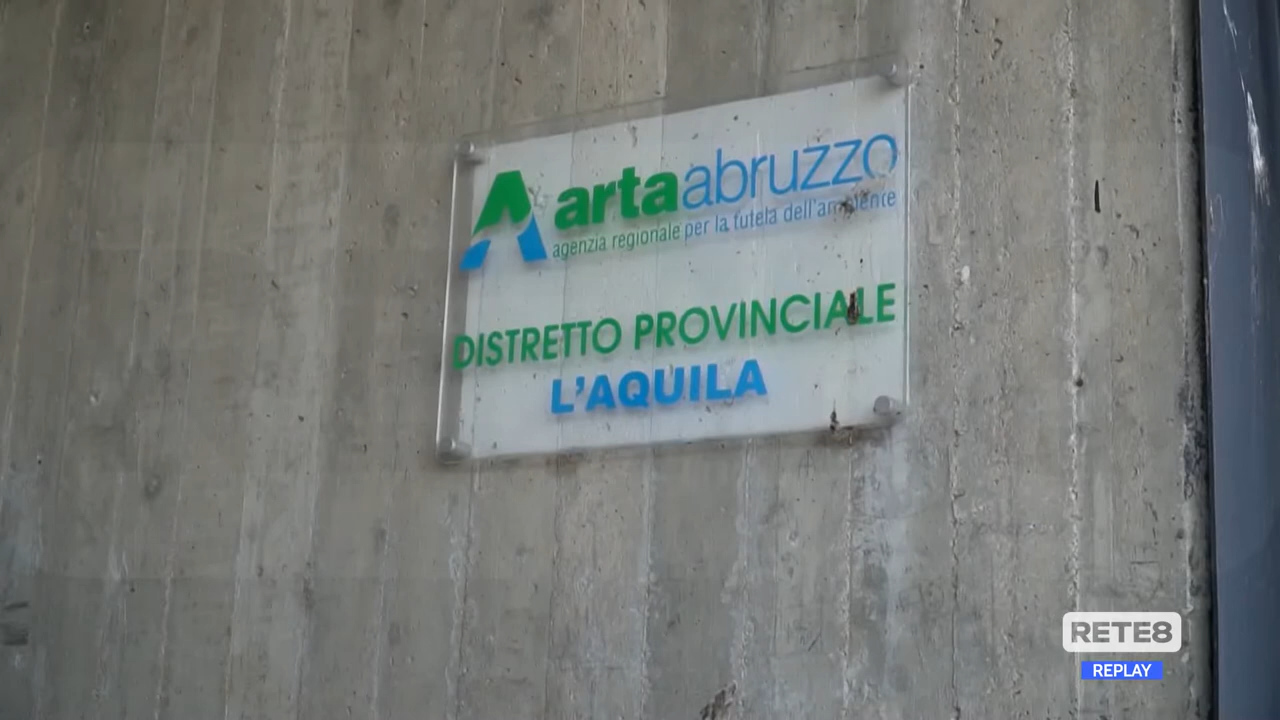 artaabruzzo
agenzia regionale per la tutela dell'ambiente
DISTRETTO PROVINCIALE
L'AQUILA
RETE8
REPLAY